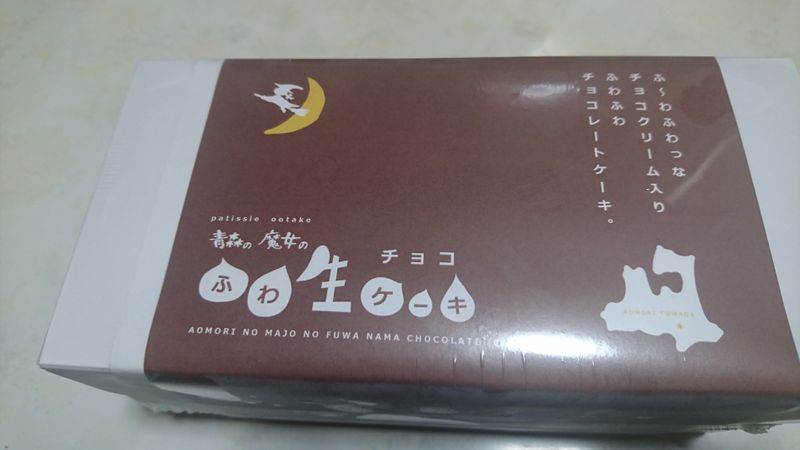 ふ〜わふわっな
チョコクリーム入り
ふわふわ
チョコレートケーキ。
patissie ootake
青森の 魔女の
チョコ
ふわ生ケーキ
AOMORI NO MAJO NO FUWA NAMA CHOCOLATE
AOMORI TOWADA